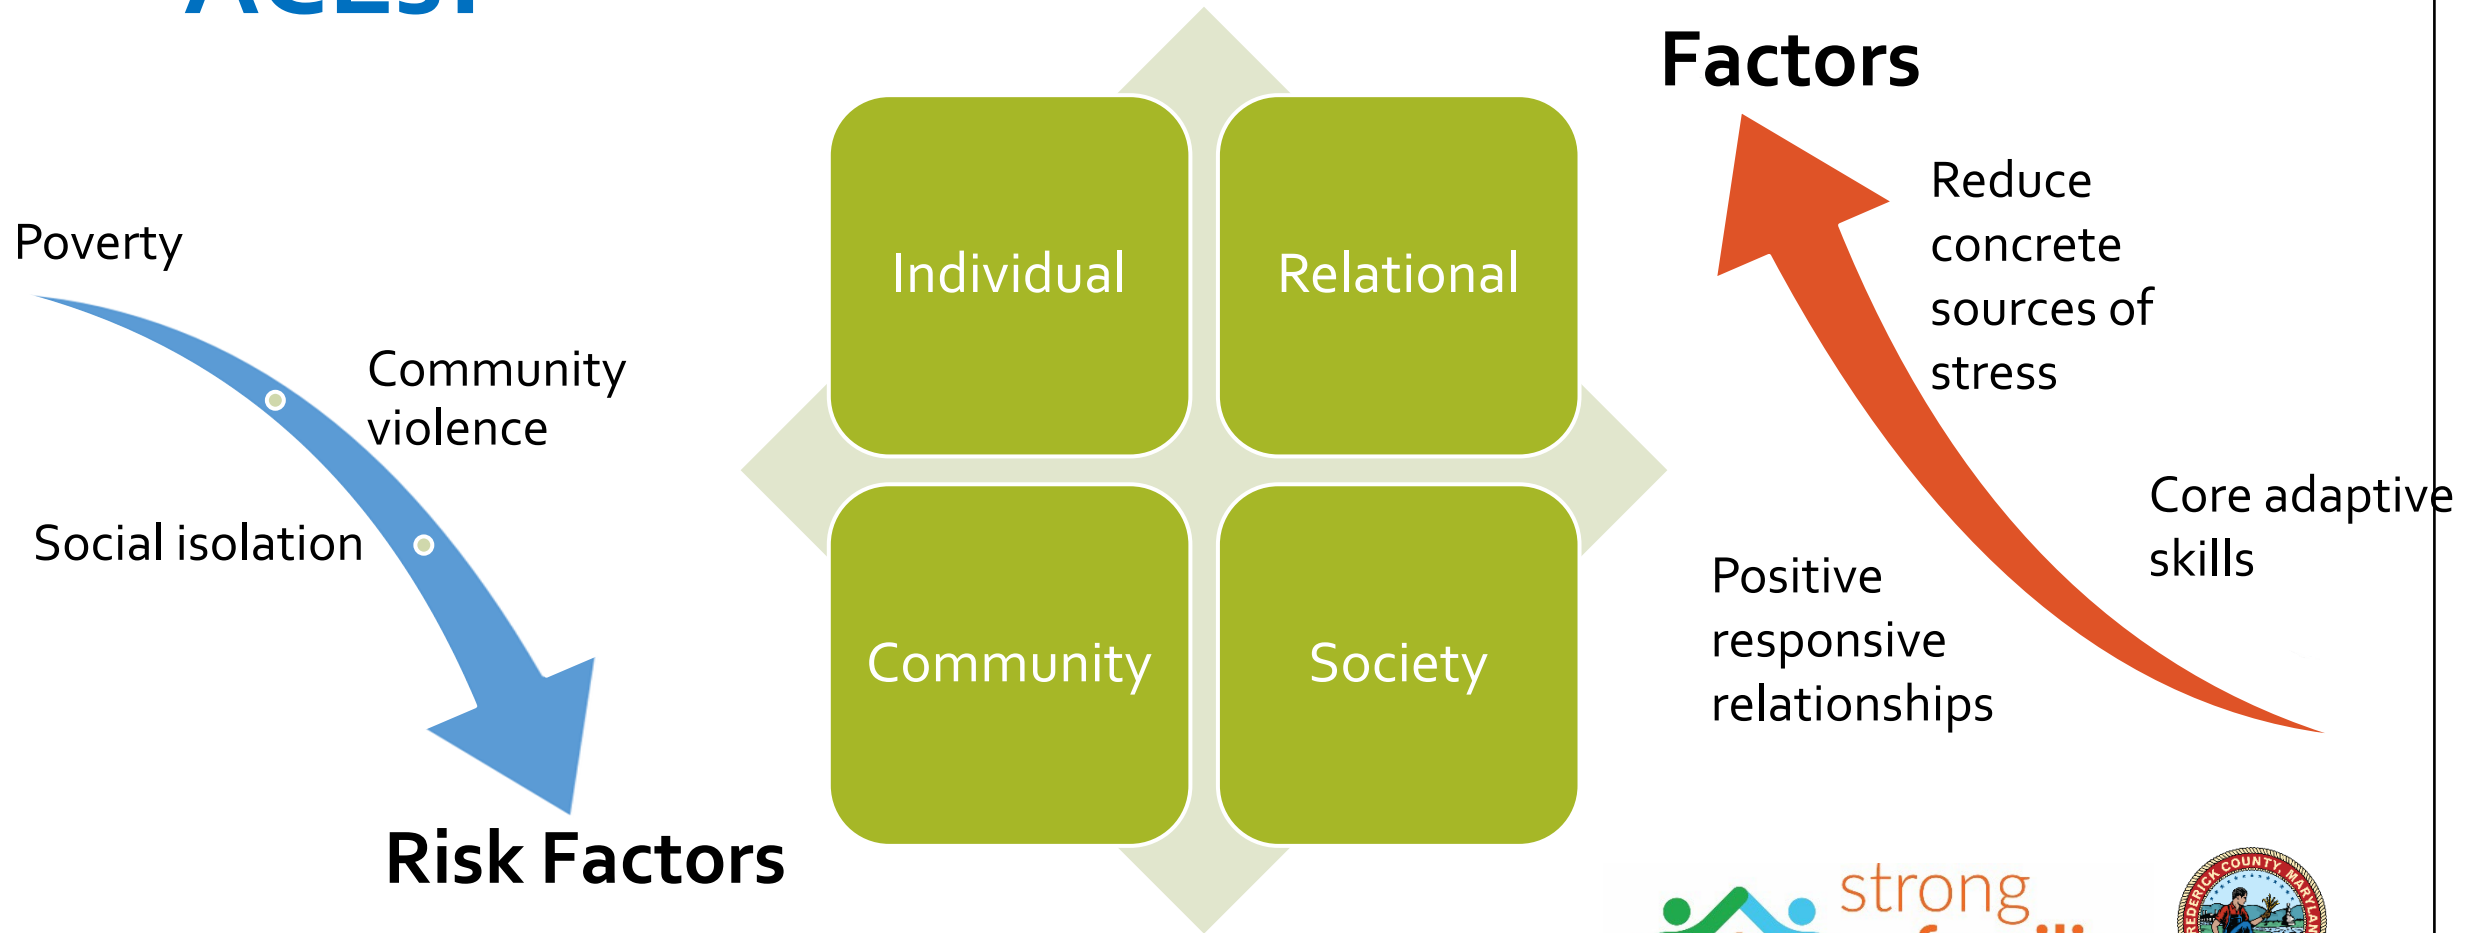 Factors
Poverty
Community
violence
Social isolation
Risk Factors
Individual
Relational
Community
Society
Reduce
concrete
sources of
stress
Core adaptive
skills
Positive
responsive
relationships
strong
COUNTY,